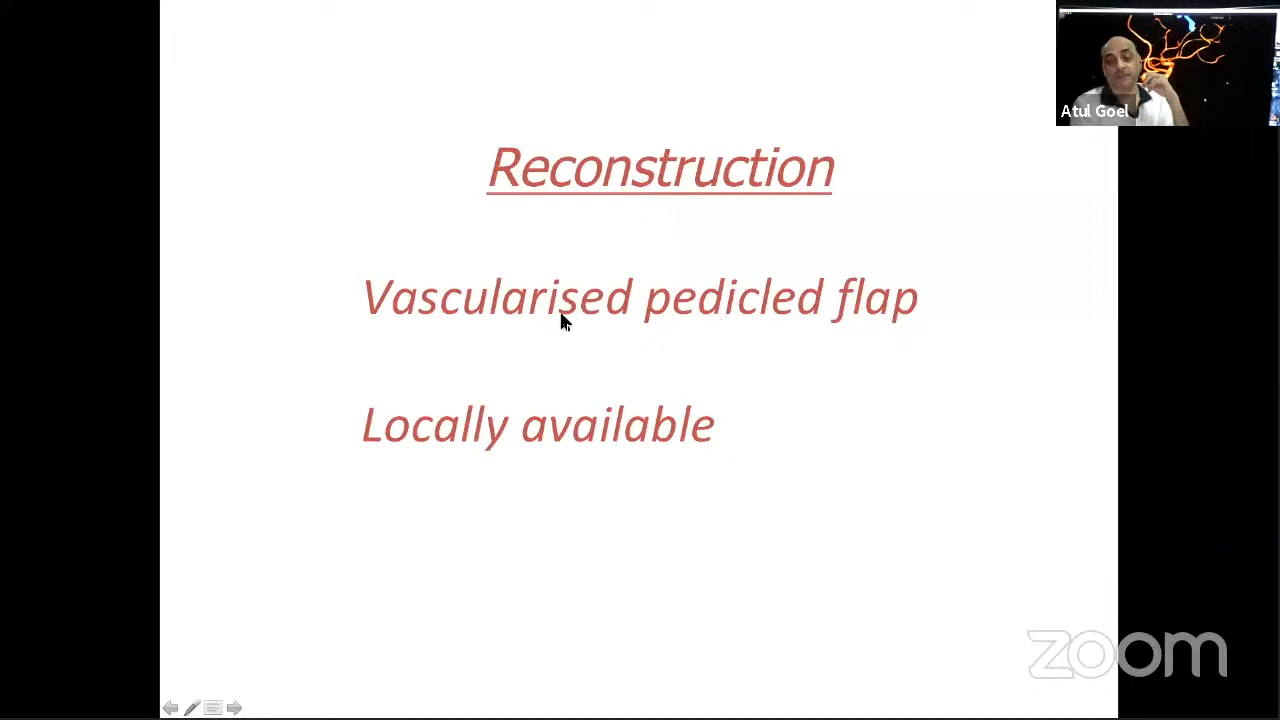 Atul Goel
Reconstruction
Vascularised pedicled flap
Locally available
zoom